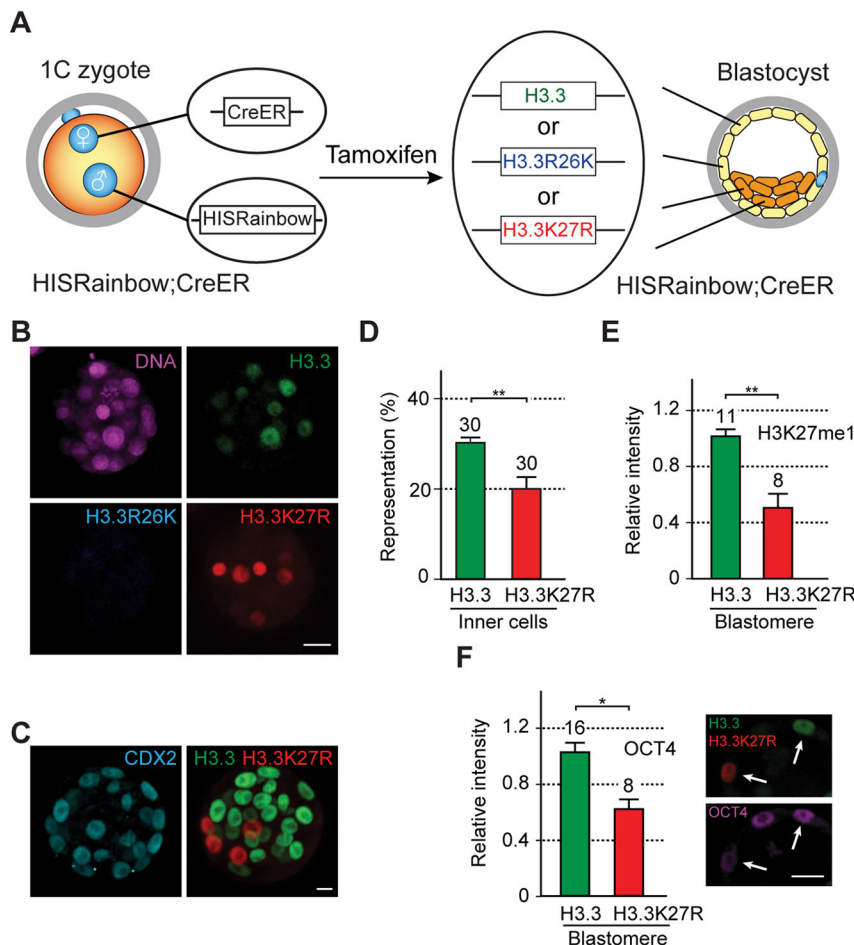 A
1C zygote
♀
♂
CreER
HISRainbow
HISRainbow;CreER
Tamoxifen
H3.3
or
H3.3R26K
or
H3.3K27R
Blastocyst
HISRainbow;CreER
B
DNA
H3.3
H3.3R26K
H3.3K27R
C
CDX2
H3.3 H3.3K27R
D
Representation (%)
40
20
0
**
30
30
H3.3 H3.3K27R
Inner cells
E
Relative intensity
1.2
1.0
0.4
0
**
11
8
H3K27me1
H3.3 H3.3K27R
Blastomere
F
Relative intensity
1.2
0.8
0.4
0
*
16
8
OCT4
H3.3 H3.3K27R
Blastomere
H3.3
H3.3K27R
OCT4